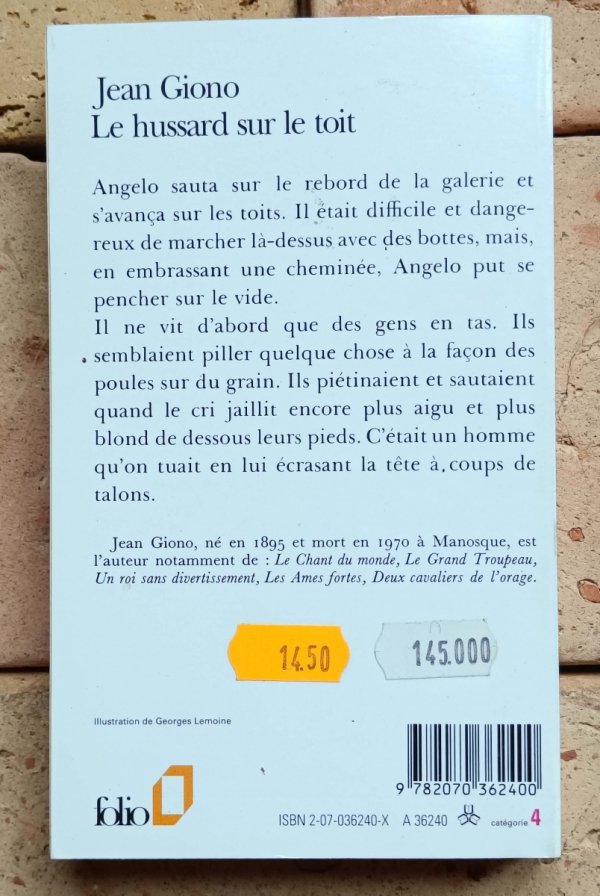 Jean Giono
Le hussard sur le toit
Angelo sauta sur le rebord de la galerie et
s'avança sur les toits. Il était difficile et dange-
reux de marcher là-dessus avec des bottes, mais,
en embrassant une cheminée, Angelo put se
pencher sur le vide.
Il ne vit d'abord que des gens en tas. Ils
semblaient piller quelque chose à la façon des
poules sur du grain. Ils piétinaient et sautaient
quand le cri jaillit encore plus aigu et plus
blond de dessous leurs pieds. C'était un homme
qu'on tuait en lui écrasant la tête à coups de
talons.
Jean Giono, né en 1895 et mort en 1970 à Manosque, est
l'auteur notamment de : Le Chant du monde, Le Grand Troupeau,
Un roi sans divertissement, Les Ames fortes, Deux cavaliers de l'orage.
14.50
145.000
Illustration de Georges Lemoine
9 782070 362400
folio
ISBN 2-07-036240-X A 36240 catégorie 4